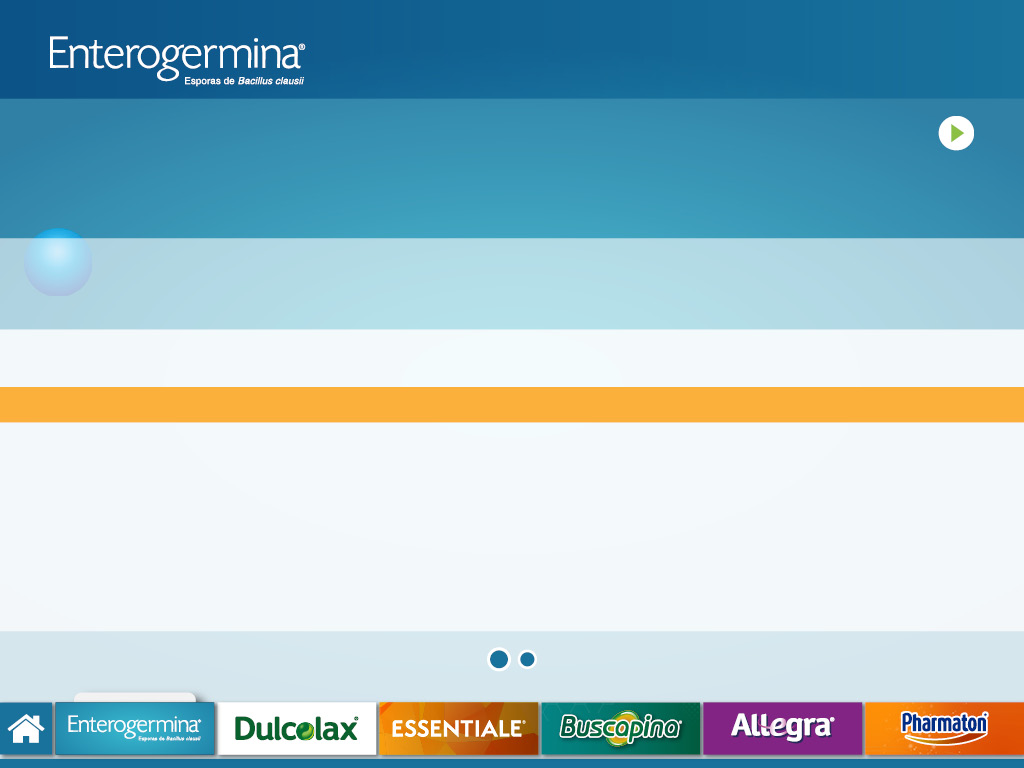 Enterogermina®
Esporas de Bacillus clausii
Enterogermina®
Esporas de Bacillus clausii
Dulcolax®
ESSENTIALE®
Buscapina®
Allegra®
Pharmaton®